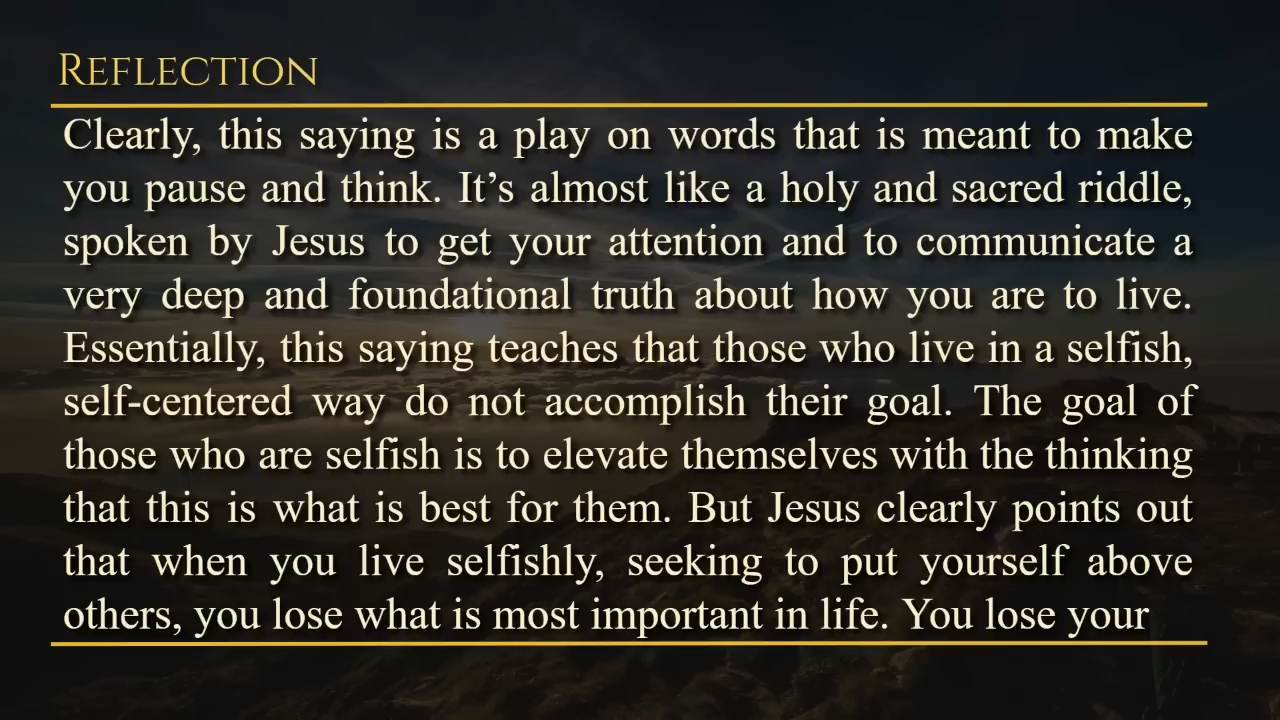 Reflection
Clearly, this saying is a play on words that is meant to make
you pause and think. It’s almost like a holy and sacred riddle,
spoken by Jesus to get your attention and to communicate a
very deep and foundational truth about how you are to live.
Essentially, this saying teaches that those who live in a selfish,
self-centered way do not accomplish their goal. The goal of
those who are selfish is to elevate themselves with the thinking
that this is what is best for them. But Jesus clearly points out
that when you live selfishly, seeking to put yourself above
others, you lose what is most important in life. You lose your